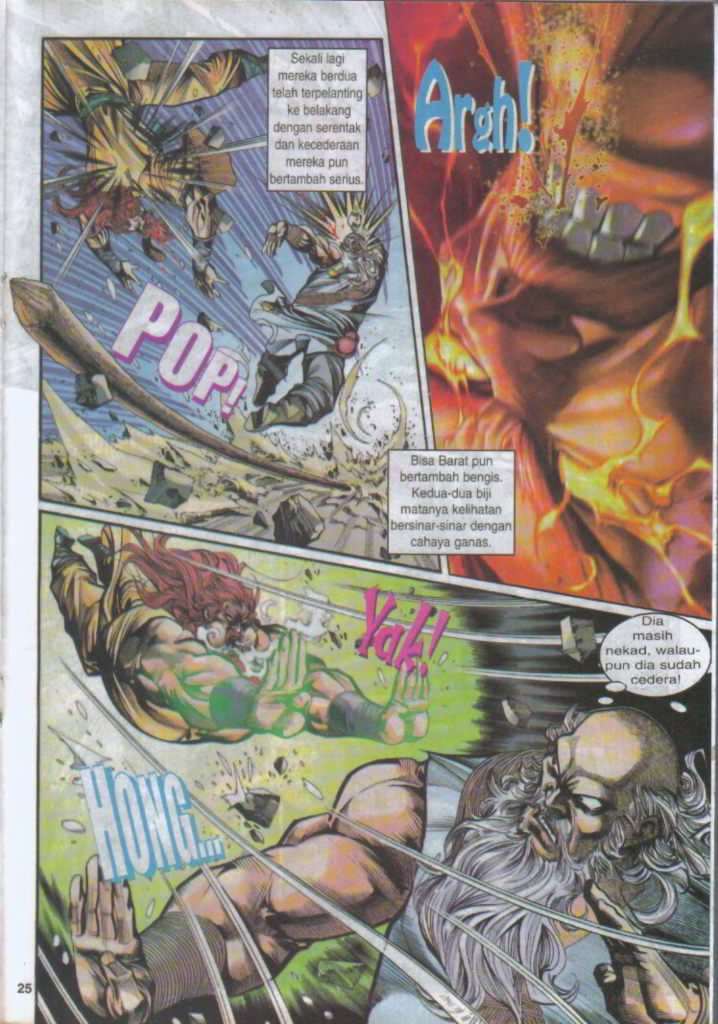 Sekali lagi
mereka berdua
telah terpelanting
ke belakang
dengan serentak
dan kecederaan
mereka pun
bertambah serius.
Argh!
POP!
Bisa Barat pun
bertambah bengis.
Kedua-dua biji
matanya kelihatan
bersinar-sinar dengan
cahaya ganas.
Yak!
Dia
masih
nekad, walau-
pun dia sudah
cedera!
HONG...
25